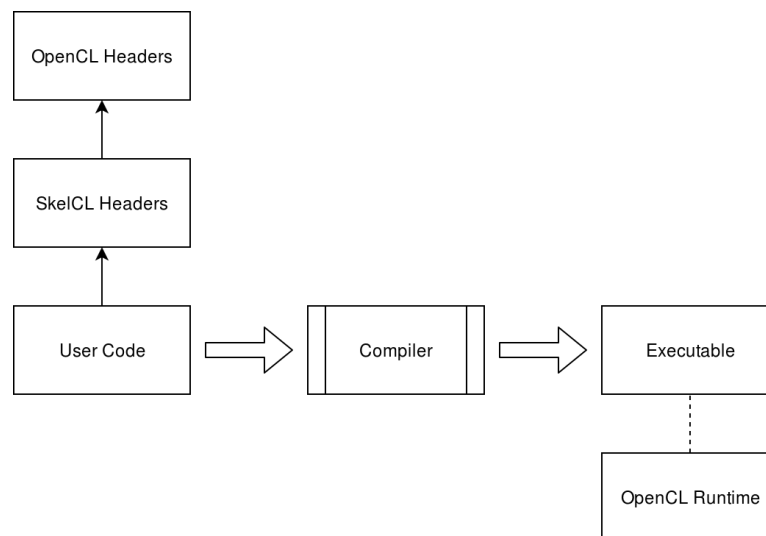 OpenCL Headers
SkelCL Headers
User Code
Compiler
Executable
OpenCL Runtime